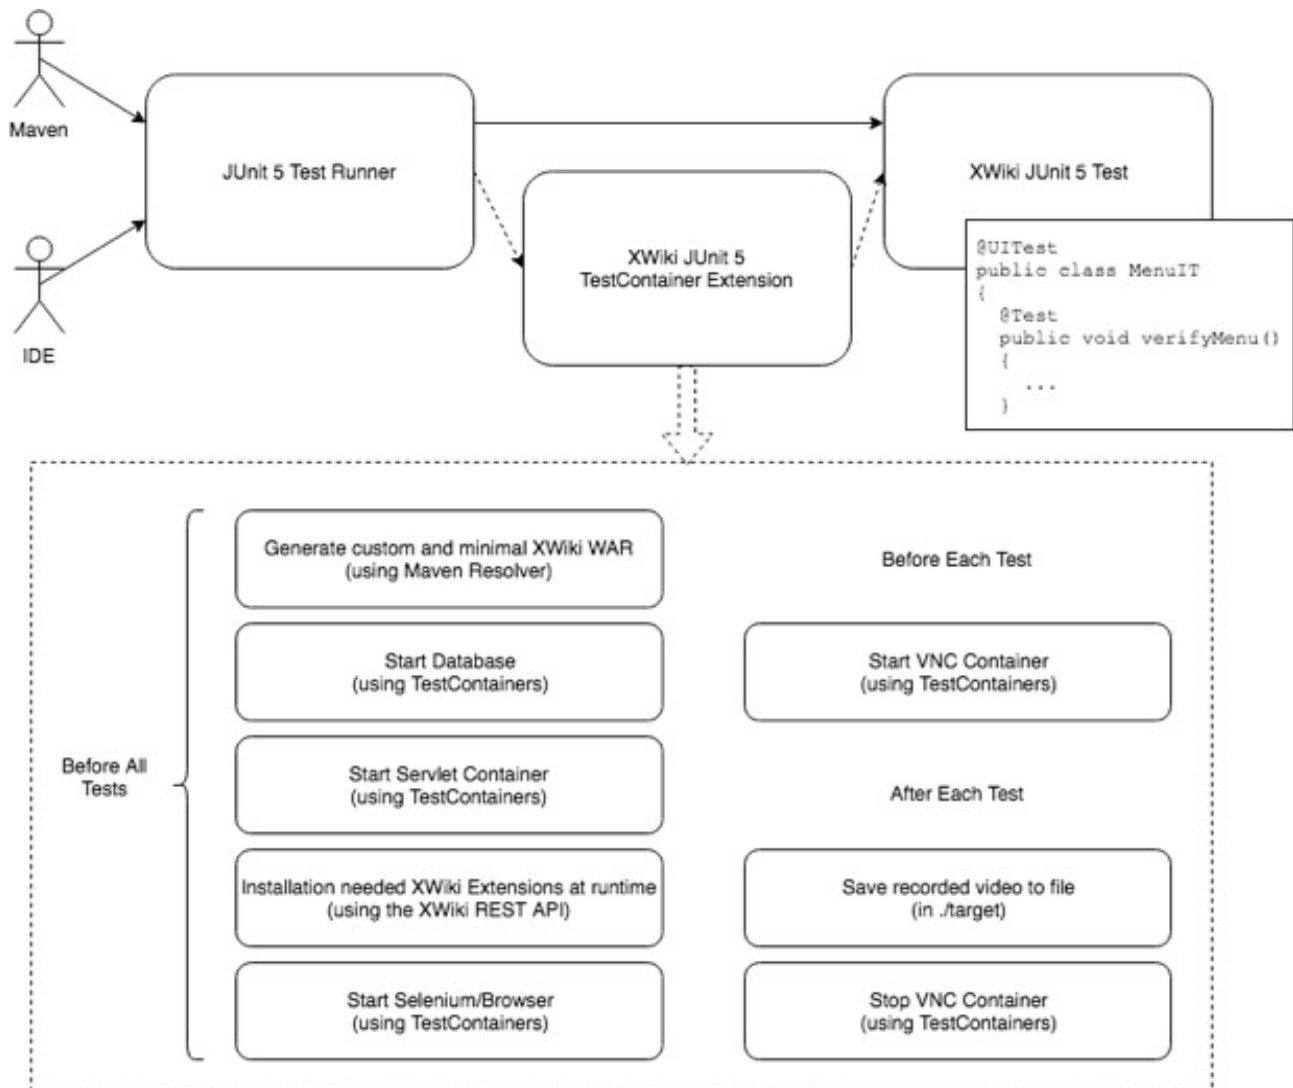 Maven
JUnit 5 Test Runner
XWiki JUnit 5 Test
XWiki JUnit 5
TestContainer Extension
@UITest
public class MenuIT
{
@Test
public void verifyMenu()
{
...
}
IDE
Before All
Tests
Generate custom and minimal XWiki WAR
(using Maven Resolver)
Start Database
(using TestContainers)
Start Servlet Container
(using TestContainers)
Installation needed XWiki Extensions at runtime
(using the XWiki REST API)
Start Selenium/Browser
(using TestContainers)
Before Each Test
Start VNC Container
(using TestContainers)
After Each Test
Save recorded video to file
(in ./target)
Stop VNC Container
(using TestContainers)